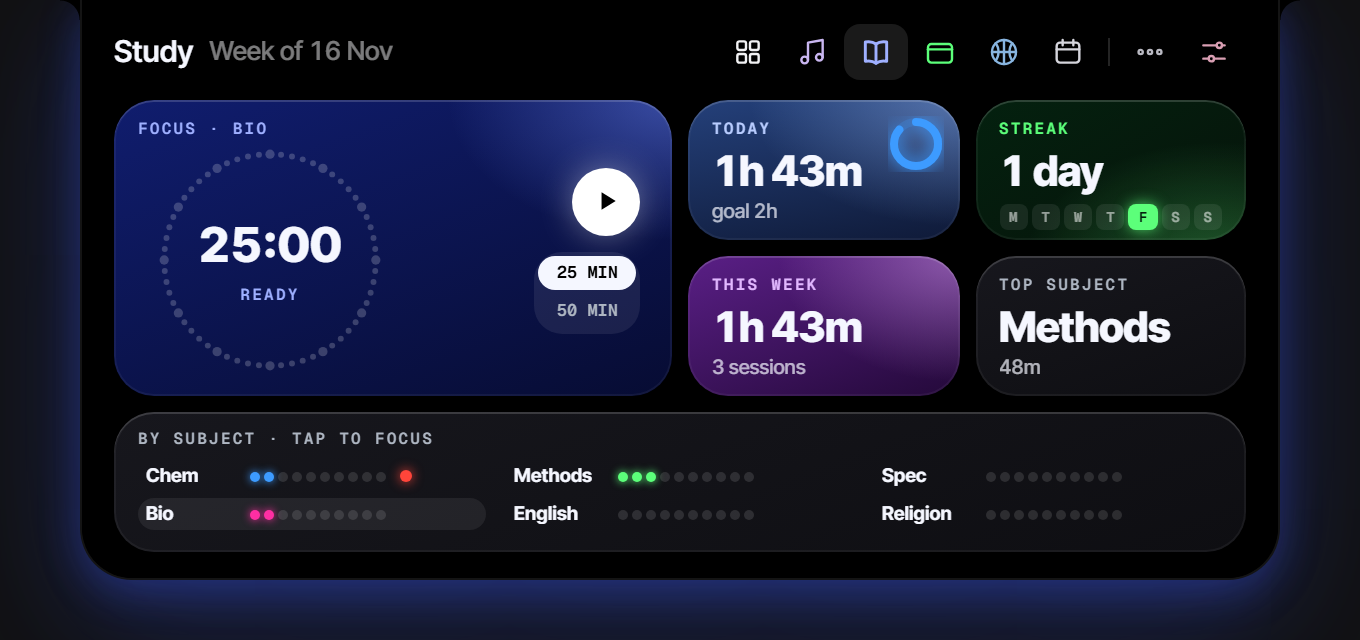 Study Week of 16 Nov
FOCUS · BIO
25:00
READY
25 MIN
50 MIN
TODAY
1h 43m
goal 2h
STREAK
1 day
M T W T F S S
THIS WEEK
1h 43m
3 sessions
TOP SUBJECT
Methods
48m
BY SUBJECT · TAP TO FOCUS
Chem Methods Spec
Bio English Religion